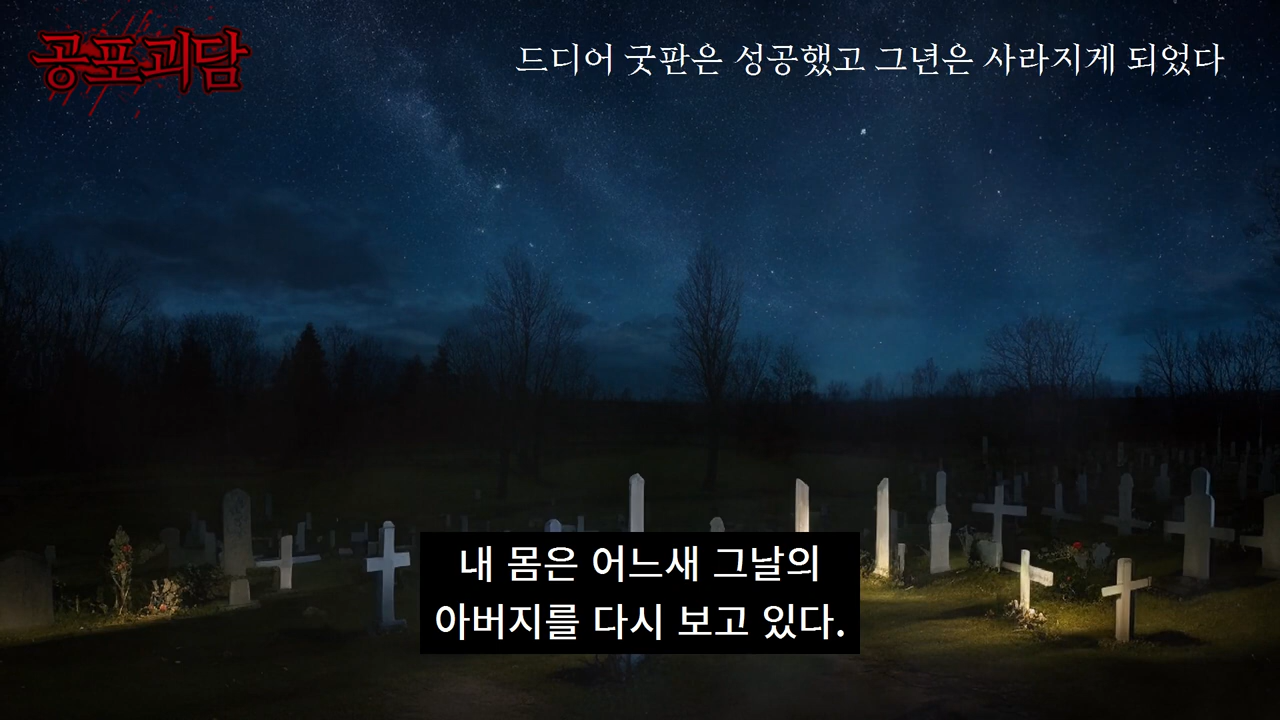 공포괴담
드디어 굿판은 성공했고 그년은 사라지게 되었다
내 몸은 어느새 그날의
아버지를 다시 보고 있다.